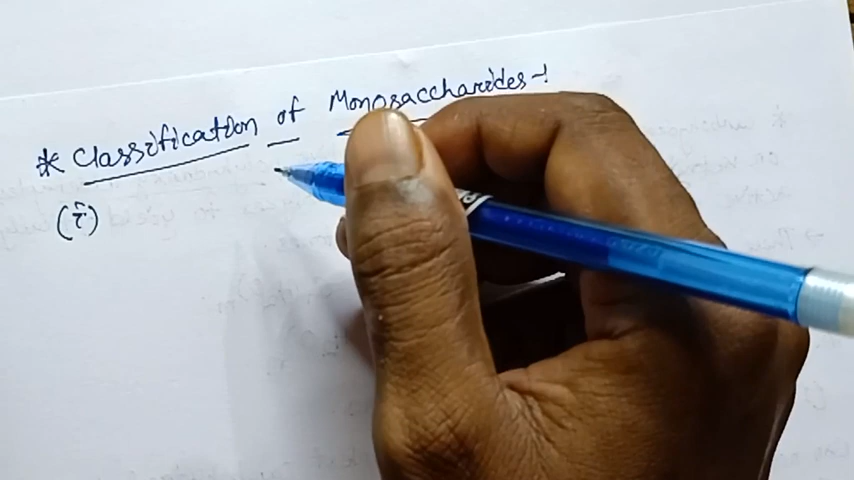 * Classification of Monosaccharides -!
(i)